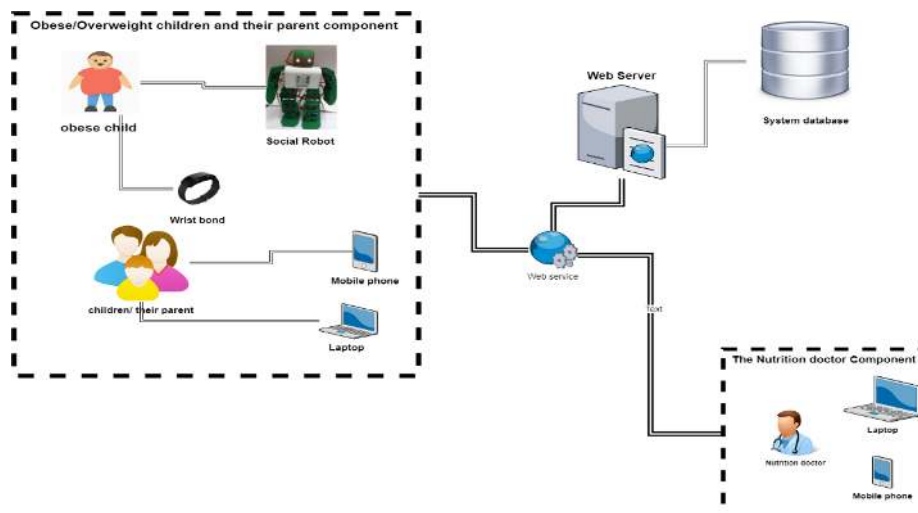 Obese/Overweight children and their parent component
obese child
Social Robot
Wrist bond
children/ their parent
Mobile phone
Laptop
Web Server
System database
Web service
text
The Nutrition doctor Component
Laptop
Nutrition doctor
Mobile phone